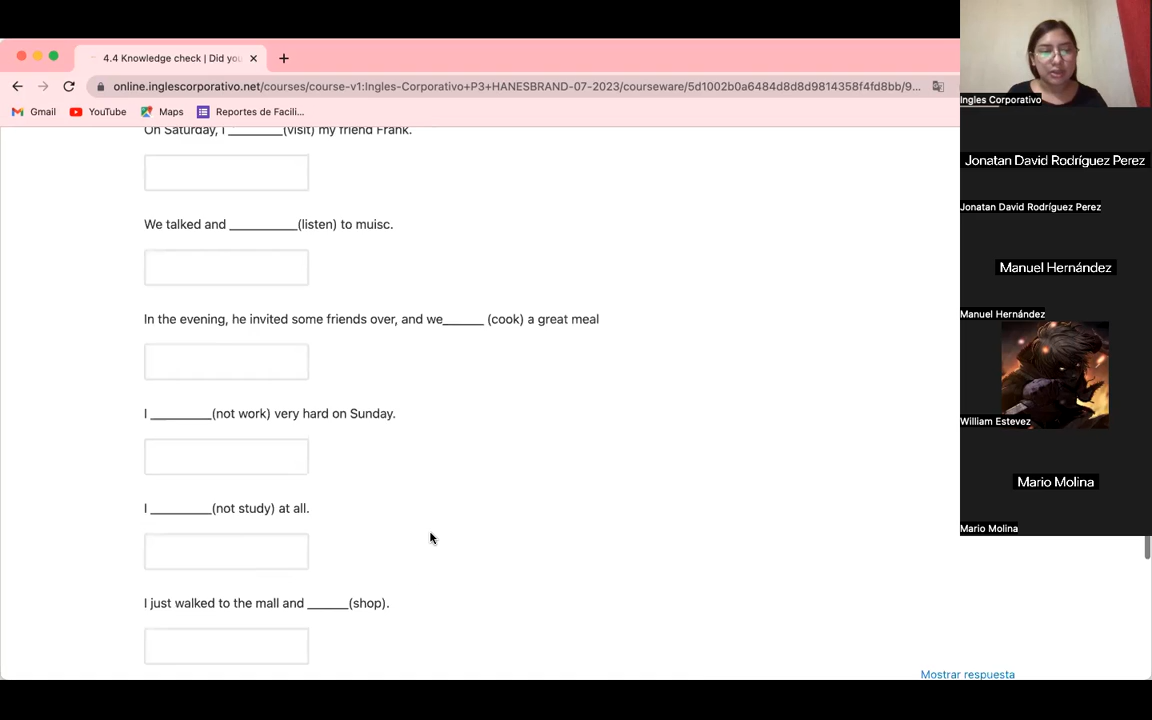 4.4 Knowledge check | Did you
online.inglescorporativo.net/courses/course-v1:Ingles-Corporativo+P3+HANESBRAND-07-2023/courseware/5d1002b0a6484d8d8d9814358f4fd8bb/9...
Gmail YouTube Maps Reportes de Facili...
On Saturday, I ________(visit) my friend Frank.
We talked and __________(listen) to muisc.
In the evening, he invited some friends over, and we______ (cook) a great meal
I _________(not work) very hard on Sunday.
I _________(not study) at all.
I just walked to the mall and ______(shop).
Mostrar respuesta
Ingles Corporativo
Jonatan David Rodríguez Perez
Jonatan David Rodríguez Perez
Manuel Hernández
Manuel Hernández
William Estevez
Mario Molina
Mario Molina